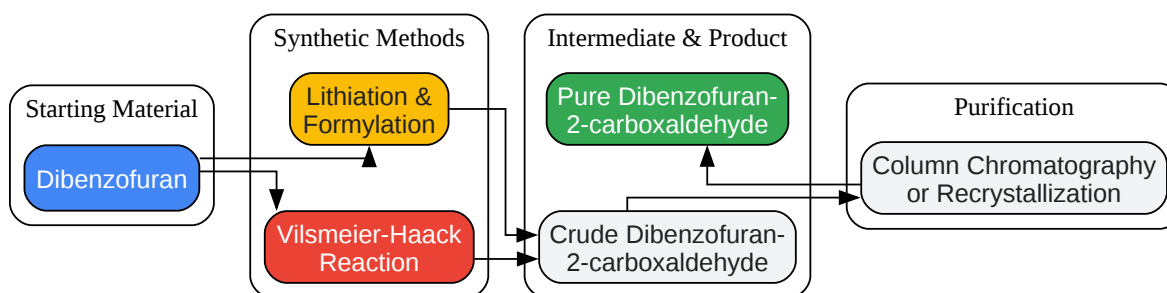 Starting Material
Dibenzofuran
Synthetic Methods
Lithiation &
Formylation
Vilsmeier-Haack
Reaction
Intermediate & Product
Pure Dibenzofuran-
2-carboxaldehyde
Crude Dibenzofuran-
2-carboxaldehyde
Purification
Column Chromatography
or Recrystallization